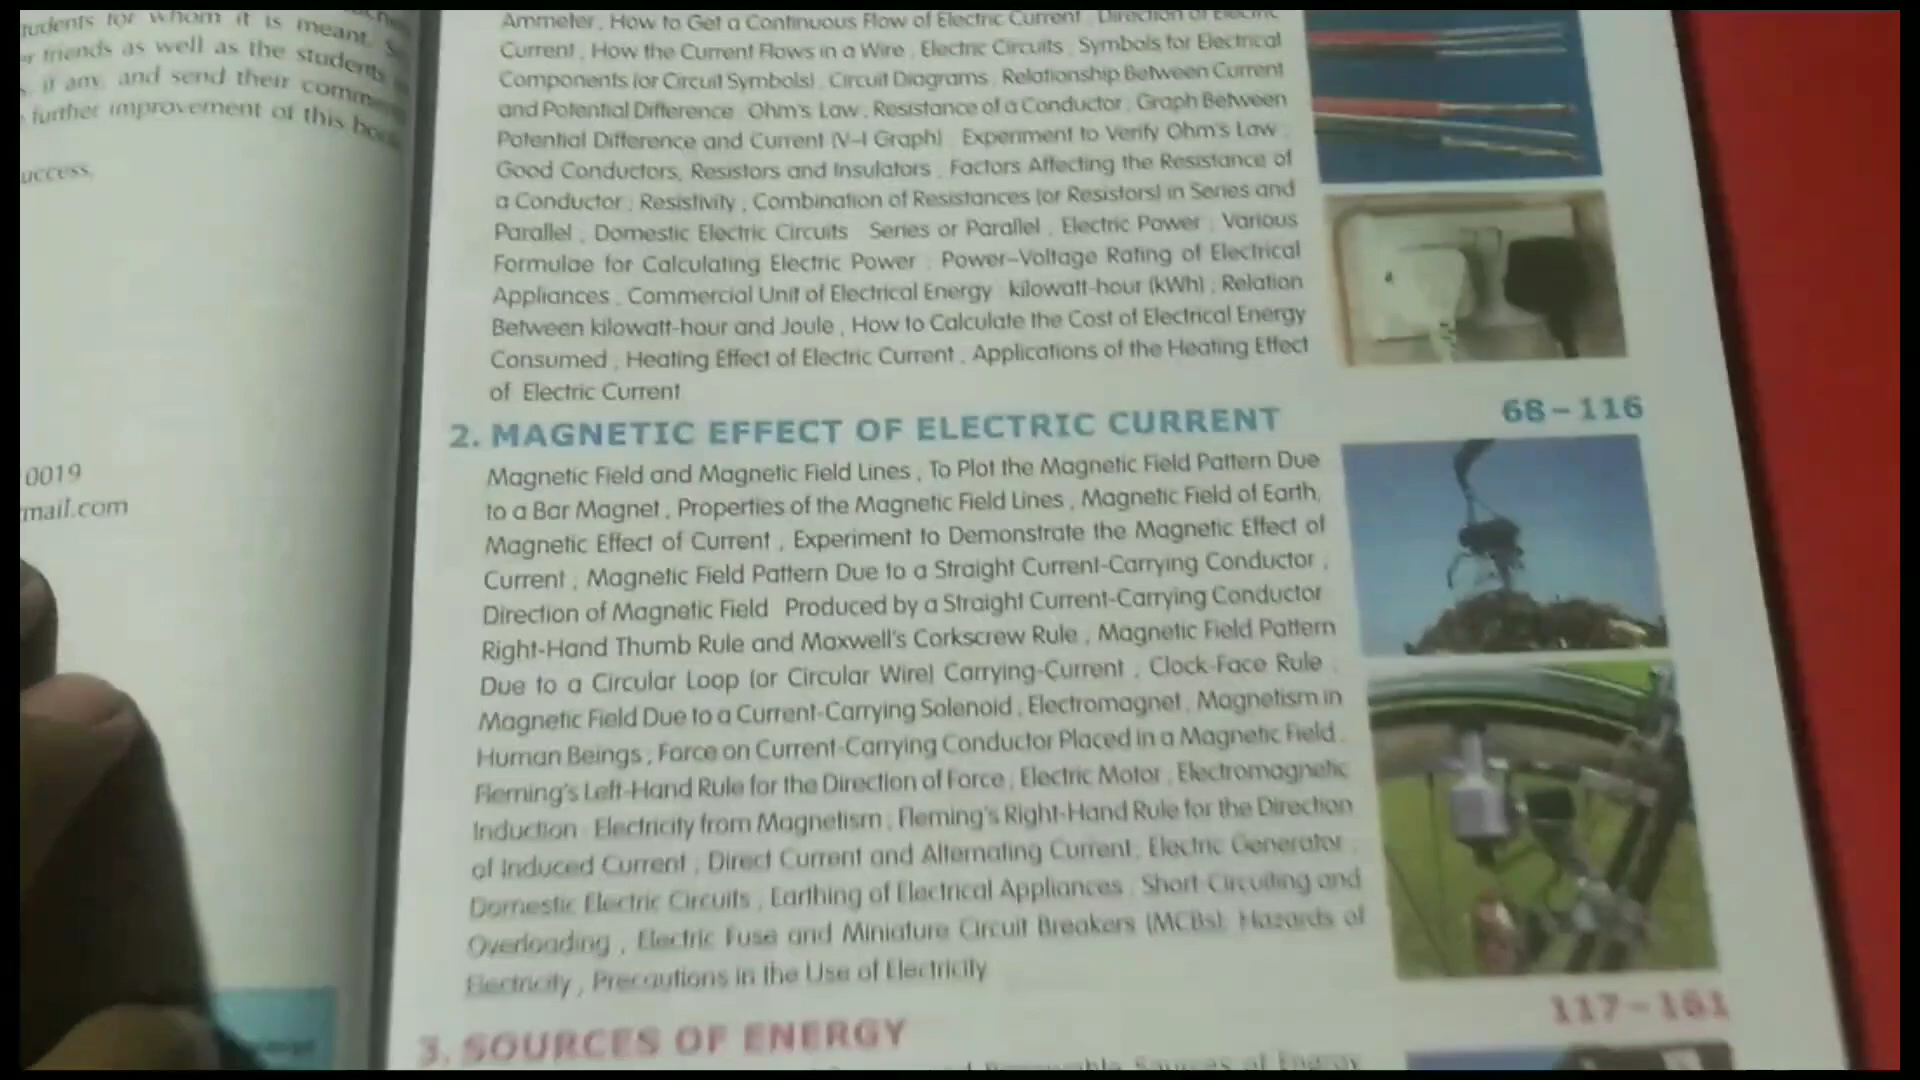 students for whom it is meant.
friends as well as the students
if any, and send their comments
further improvement of this book
success.
0019
mail.com
Ammeter , How to Get a Continuous Flow of Electric Current Direction of Electric
Current , How the Current Flows in a Wire , Electric Circuits , Symbols for Electrical
Components (or Circuit Symbols) , Circuit Diagrams , Relationship Between Current
and Potential Difference Ohm's Law , Resistance of a Conductor , Graph Between
Potential Difference and Current (V–I Graph) Experiment to Verify Ohm's Law ,
Good Conductors, Resistors and Insulators , Factors Affecting the Resistance of
a Conductor ; Resistivity , Combination of Resistances (or Resistors) in Series and
Parallel , Domestic Electric Circuits Series or Parallel , Electric Power , Various
Formulae for Calculating Electric Power , Power–Voltage Rating of Electrical
Appliances , Commercial Unit of Electrical Energy kilowatt-hour (kWh) ; Relation
Between kilowatt-hour and Joule , How to Calculate the Cost of Electrical Energy
Consumed , Heating Effect of Electric Current , Applications of the Heating Effect
of Electric Current
2. MAGNETIC EFFECT OF ELECTRIC CURRENT 68 – 116
Magnetic Field and Magnetic Field Lines , To Plot the Magnetic Field Pattern Due
to a Bar Magnet , Properties of the Magnetic Field Lines , Magnetic Field of Earth,
Magnetic Effect of Current , Experiment to Demonstrate the Magnetic Effect of
Current , Magnetic Field Pattern Due to a Straight Current-Carrying Conductor ,
Direction of Magnetic Field Produced by a Straight Current-Carrying Conductor
Right-Hand Thumb Rule and Maxwell's Corkscrew Rule , Magnetic Field Pattern
Due to a Circular Loop (or Circular Wire) Carrying-Current , Clock-Face Rule ,
Magnetic Field Due to a Current-Carrying Solenoid , Electromagnet , Magnetism in
Human Beings ; Force on Current-Carrying Conductor Placed in a Magnetic Field ,
Fleming's Left-Hand Rule for the Direction of Force , Electric Motor , Electromagnetic
Induction Electricity from Magnetism ; Fleming's Right-Hand Rule for the Direction
of Induced Current , Direct Current and Alternating Current , Electric Generator ,
Domestic Electric Circuits , Earthing of Electrical Appliances , Short Circuiting and
Overloading , Electric Fuse and Miniature Circuit Breakers (MCBs); Hazards of
Electricity , Precautions in the Use of Electricity
3. SOURCES OF ENERGY 117 – 161
Sources of Energy